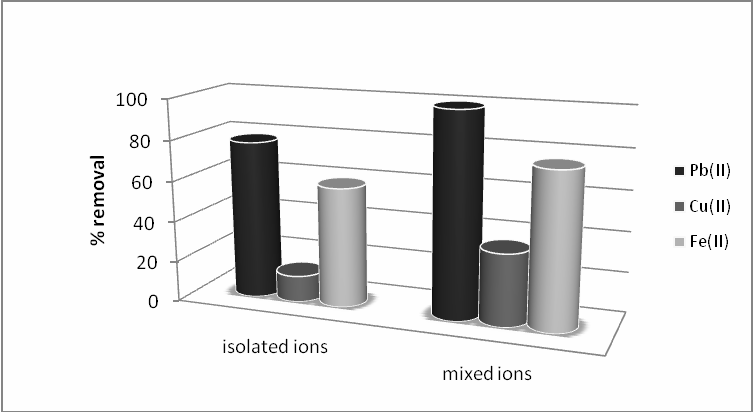 100
80
60
40
20
0
% removal
isolated ions
mixed ions
Pb(II)
Cu(II)
Fe(II)